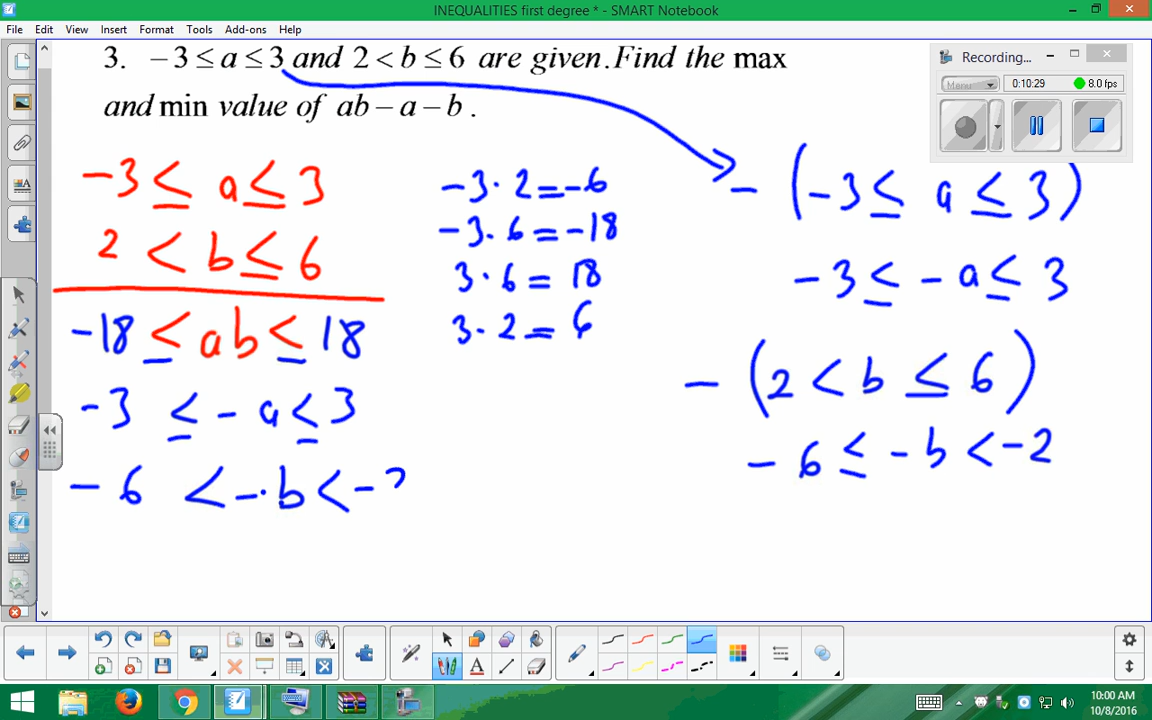 INEQUALITIES first degree * - SMART Notebook
File Edit View Insert Format Tools Add-ons Help
3. −3 ≤ a ≤ 3 and 2 < b ≤ 6 are given. Find the max
and min value of ab − a − b .
Recording...
Menu
0:10:29
8.0 fps
-3 ≤ a ≤ 3
2 < b ≤ 6
-18 ≤ ab ≤ 18
-3 ≤ -a ≤ 3
-6 < -b < -2
-3·2=-6
-3·6=-18
3·6=18
3·2=6
-(-3 ≤ a ≤ 3)
-3 ≤ -a ≤ 3
-(2 < b ≤ 6)
-6 ≤ -b < -2
10:00 AM
10/8/2016